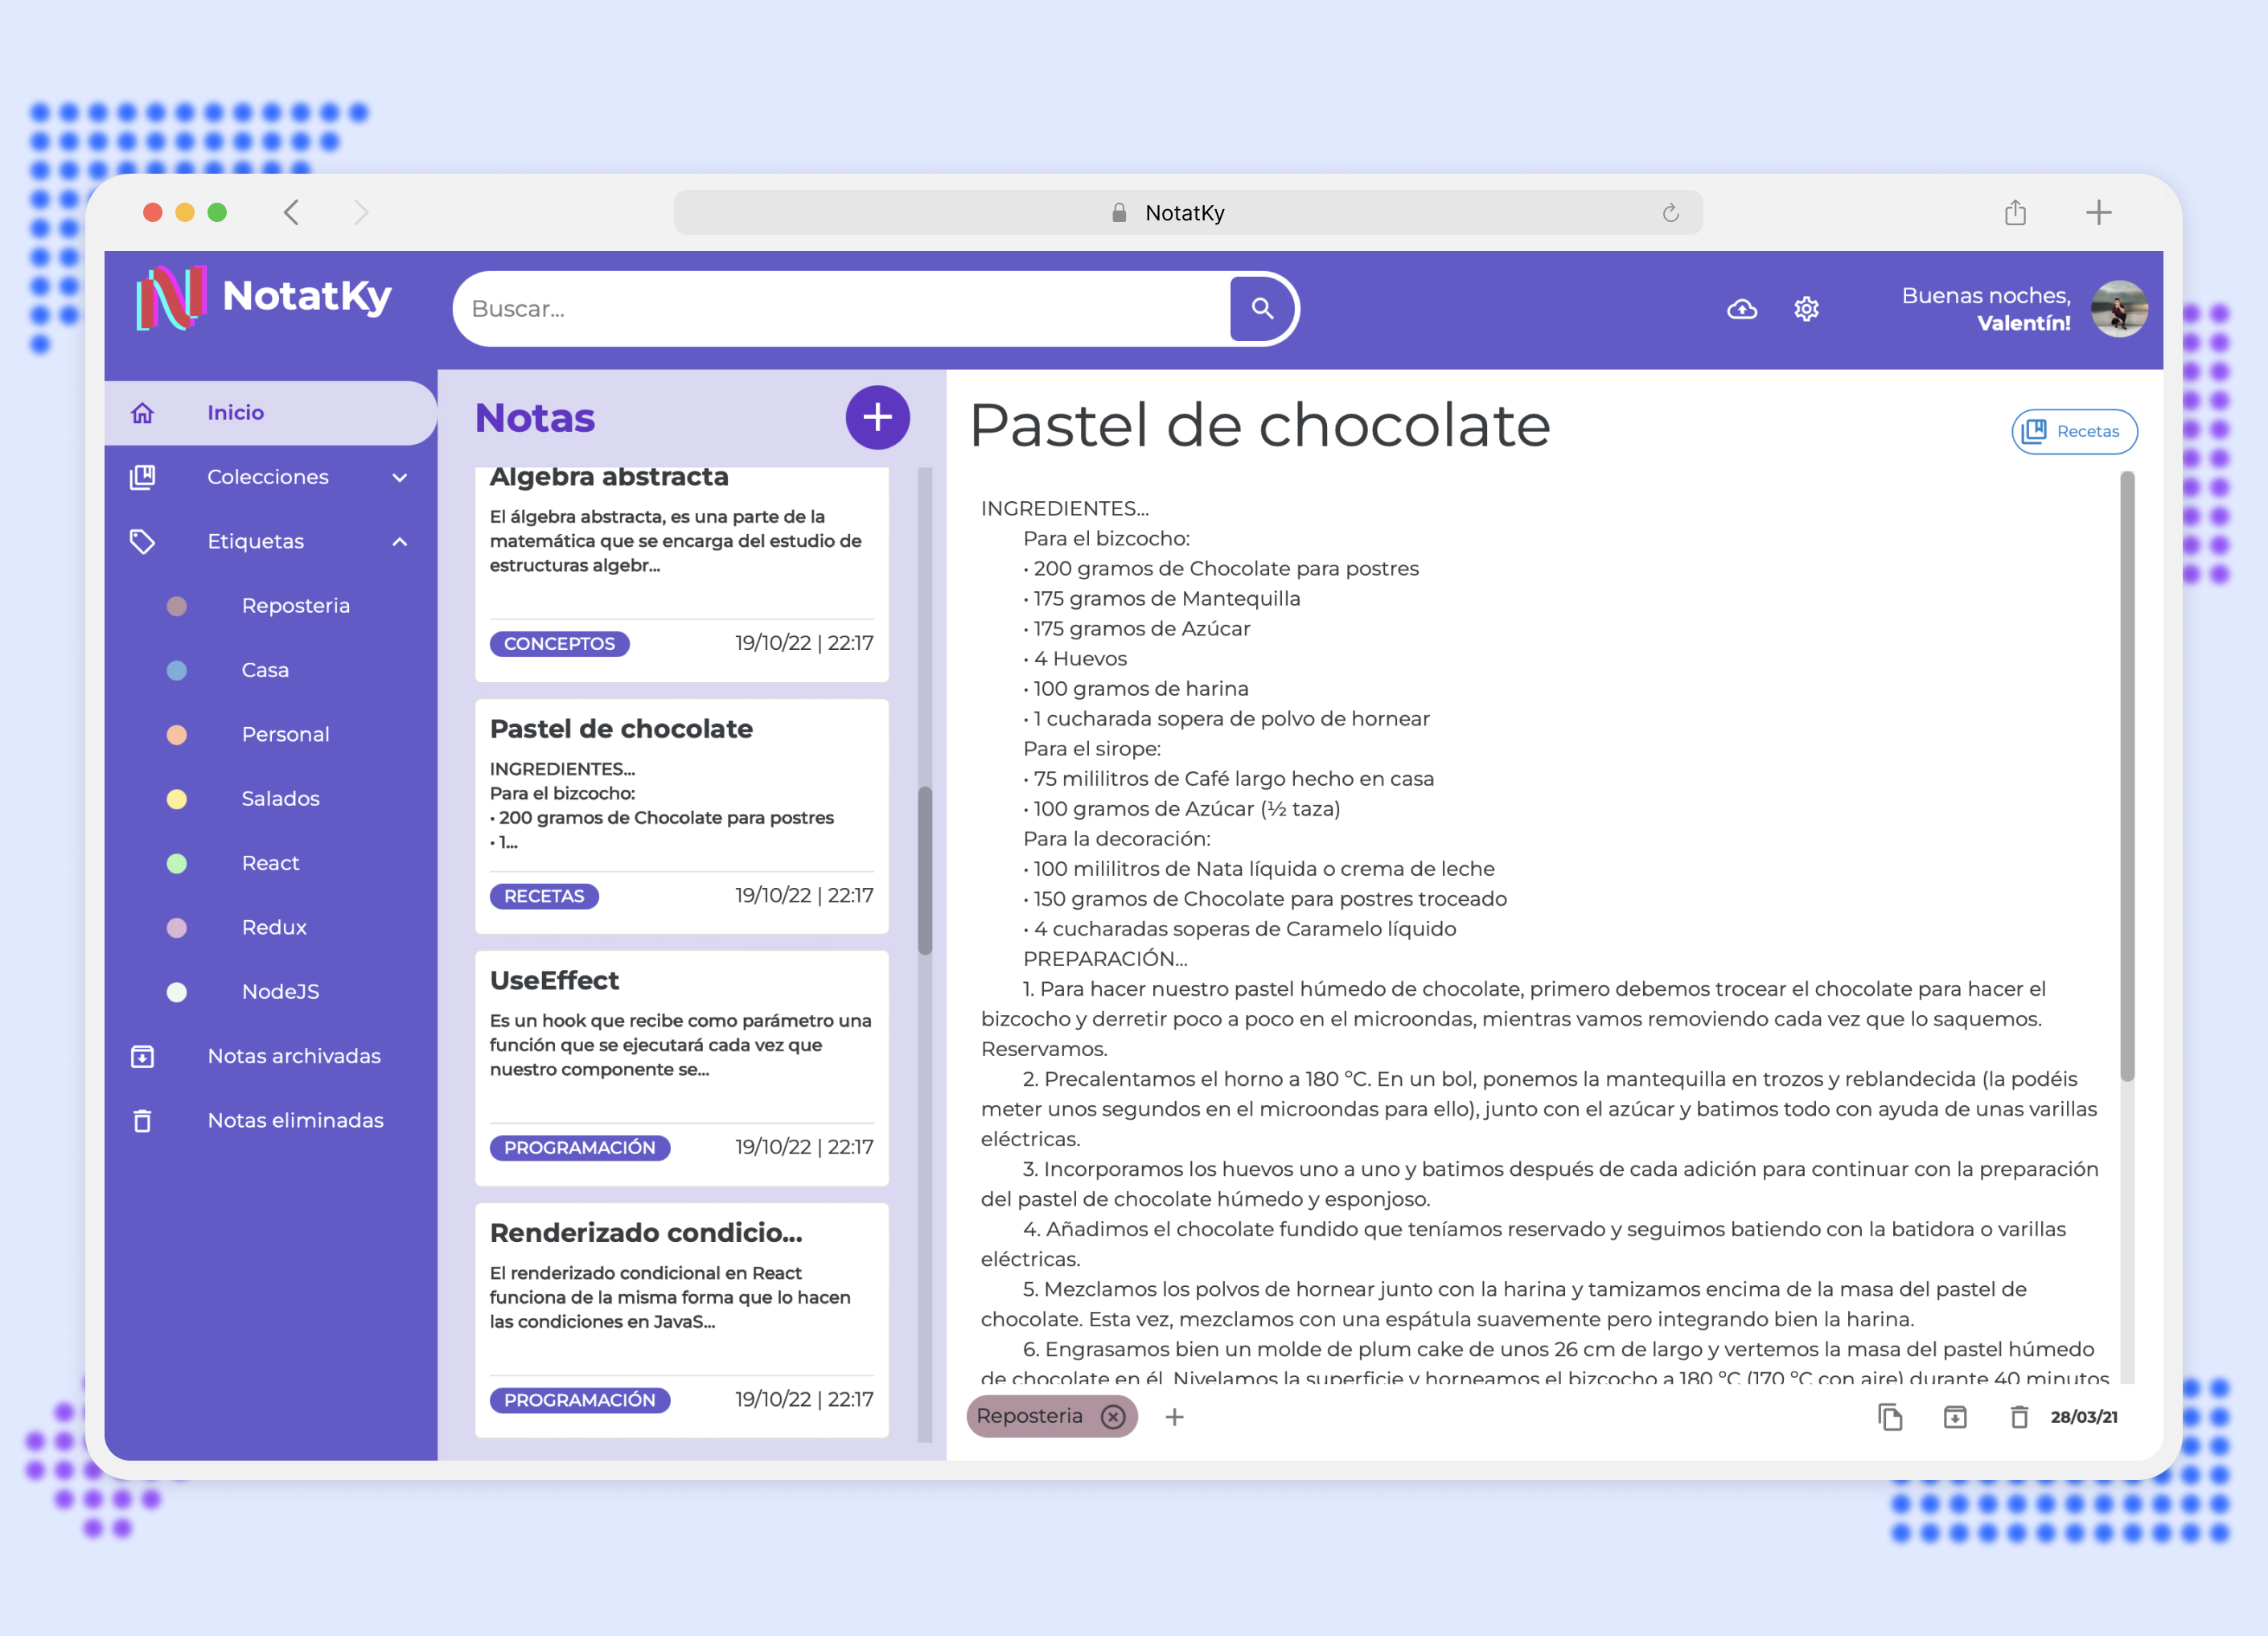 NotatKy
NotatKy
Buscar...
Buenas noches,
Valentín!
Inicio
Colecciones
Etiquetas
Reposteria
Casa
Personal
Salados
React
Redux
NodeJS
Notas archivadas
Notas eliminadas
Notas
Algebra abstracta
El álgebra abstracta, es una parte de la
matemática que se encarga del estudio de
estructuras algebr...
CONCEPTOS 19/10/22 | 22:17
Pastel de chocolate
INGREDIENTES...
Para el bizcocho:
• 200 gramos de Chocolate para postres
• 1...
RECETAS 19/10/22 | 22:17
UseEffect
Es un hook que recibe como parámetro una
función que se ejecutará cada vez que
nuestro componente se...
PROGRAMACIÓN 19/10/22 | 22:17
Renderizado condicio...
El renderizado condicional en React
funciona de la misma forma que lo hacen
las condiciones en JavaS...
PROGRAMACIÓN 19/10/22 | 22:17
Pastel de chocolate
Recetas
INGREDIENTES...
Para el bizcocho:
• 200 gramos de Chocolate para postres
• 175 gramos de Mantequilla
• 175 gramos de Azúcar
• 4 Huevos
• 100 gramos de harina
• 1 cucharada sopera de polvo de hornear
Para el sirope:
• 75 mililitros de Café largo hecho en casa
• 100 gramos de Azúcar (½ taza)
Para la decoración:
• 100 mililitros de Nata líquida o crema de leche
• 150 gramos de Chocolate para postres troceado
• 4 cucharadas soperas de Caramelo líquido
PREPARACIÓN...
1. Para hacer nuestro pastel húmedo de chocolate, primero debemos trocear el chocolate para hacer el
bizcocho y derretir poco a poco en el microondas, mientras vamos removiendo cada vez que lo saquemos.
Reservamos.
2. Precalentamos el horno a 180 ºC. En un bol, ponemos la mantequilla en trozos y reblandecida (la podéis
meter unos segundos en el microondas para ello), junto con el azúcar y batimos todo con ayuda de unas varillas
eléctricas.
3. Incorporamos los huevos uno a uno y batimos después de cada adición para continuar con la preparación
del pastel de chocolate húmedo y esponjoso.
4. Añadimos el chocolate fundido que teníamos reservado y seguimos batiendo con la batidora o varillas
eléctricas.
5. Mezclamos los polvos de hornear junto con la harina y tamizamos encima de la masa del pastel de
chocolate. Esta vez, mezclamos con una espátula suavemente pero integrando bien la harina.
6. Engrasamos bien un molde de plum cake de unos 26 cm de largo y vertemos la masa del pastel húmedo
de chocolate en él. Nivelamos la superficie y horneamos el bizcocho a 180 ºC (170 ºC con aire) durante 40 minutos
Reposteria
28/03/21